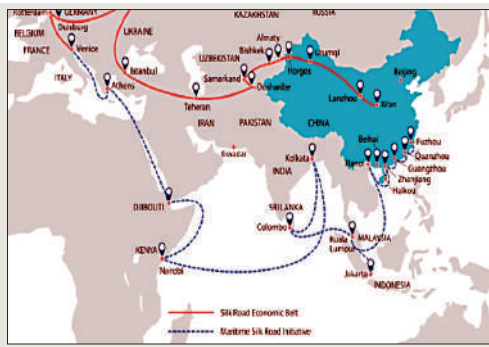 Rotterdam
GERMANY
Duisburg
BELGIUM
FRANCE
Venice
UKRAINE
KAZAKHSTAN
RUSSIA
Almaty
Bishkek
UZBEKISTAN
Urumqi
Horgos
ITALY
Istanbul
Samarkand
Dushanbe
Beijing
Athens
Lanzhou
Xi'an
Teheran
IRAN
PAKISTAN
CHINA
Gwadar
Kolkata
Beihai
Fuzhou
Hanoi
Quanzhou
Guangzhou
INDIA
Zhanjiang
Haikou
DJIBOUTI
SRI LANKA
Colombo
Kuala
Lumpur
MALAYSIA
KENYA
Nairobi
Jakarta
INDONESIA
Silk Road Economic Belt
Maritime Silk Road Initiative